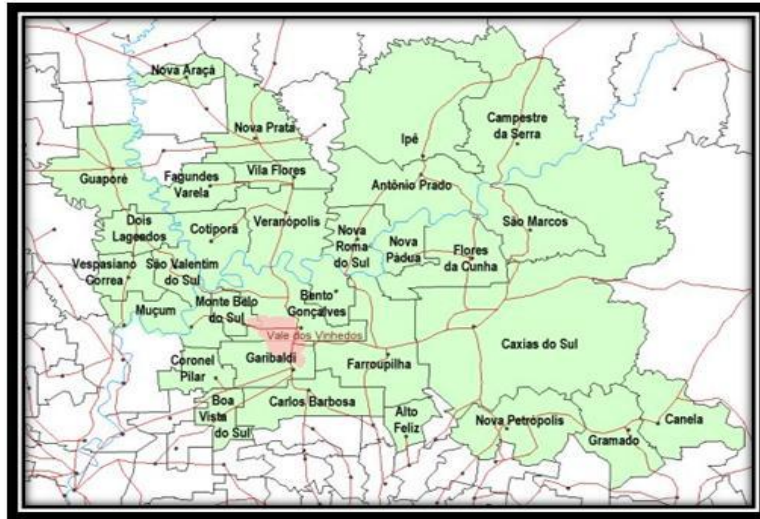 Nova Araçá
Nova Prata
Ipê
Campestre
da Serra
Guaporé
Fagundes
Varela
Vila Flores
Antônio Prado
Dois
Lageados
Cotiporã
Veranópolis
Nova
Roma
do Sul
Nova
Pádua
Flores
da Cunha
São Marcos
Vespasiano
Correa
São Valentim
do Sul
Muçum
Monte Belo
do Sul
Bento
Gonçalves
Vale dos Vinhedos
Caxias do Sul
Coronel
Pilar
Garibaldi
Farroupilha
Boa
Vista
do Sul
Carlos Barbosa
Alto
Feliz
Nova Petrópolis
Gramado
Canela